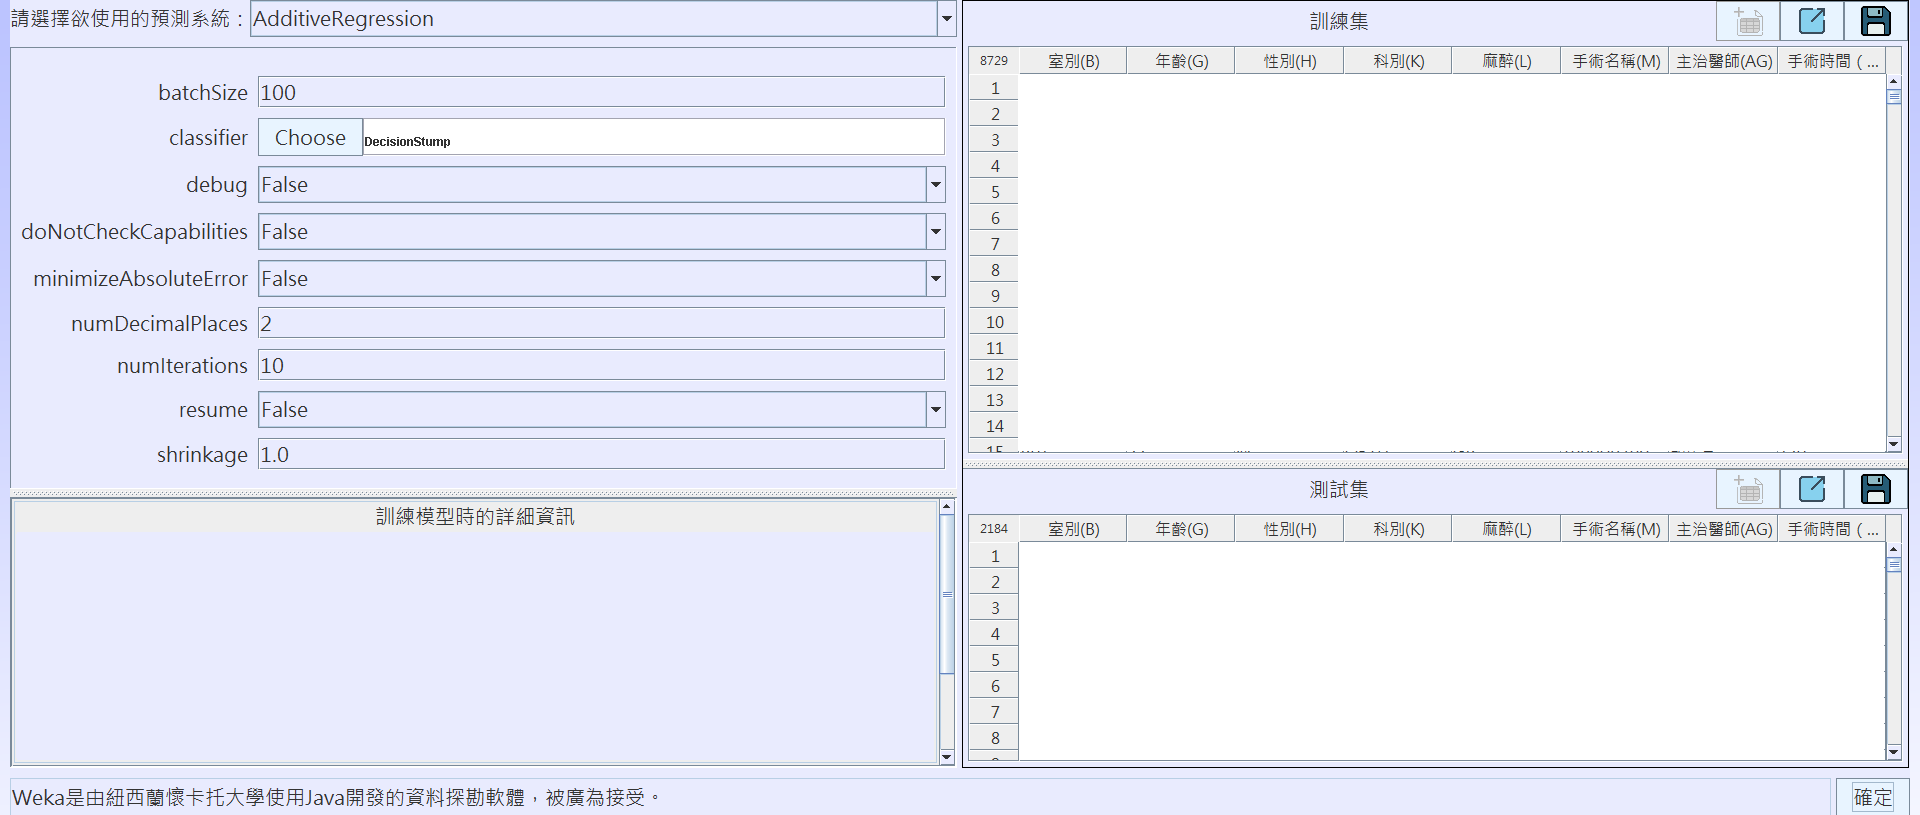 請選擇欲使用的預測系統：AdditiveRegression
batchSize 100
classifier Choose DecisionStump
debug False
doNotCheckCapabilities False
minimizeAbsoluteError False
numDecimalPlaces 2
numIterations 10
resume False
shrinkage 1.0
訓練模型時的詳細資訊
訓練集
8729 室別(B) 年齡(G) 性別(H) 科別(K) 麻醉(L) 手術名稱(M) 主治醫師(AG) 手術時間 ( ...
1
2
3
4
5
6
7
8
9
10
11
12
13
14
15
測試集
2184 室別(B) 年齡(G) 性別(H) 科別(K) 麻醉(L) 手術名稱(M) 主治醫師(AG) 手術時間 ( ...
1
2
3
4
5
6
7
8
Weka是由紐西蘭懷卡托大學使用Java開發的資料探勘軟體，被廣為接受。
確定